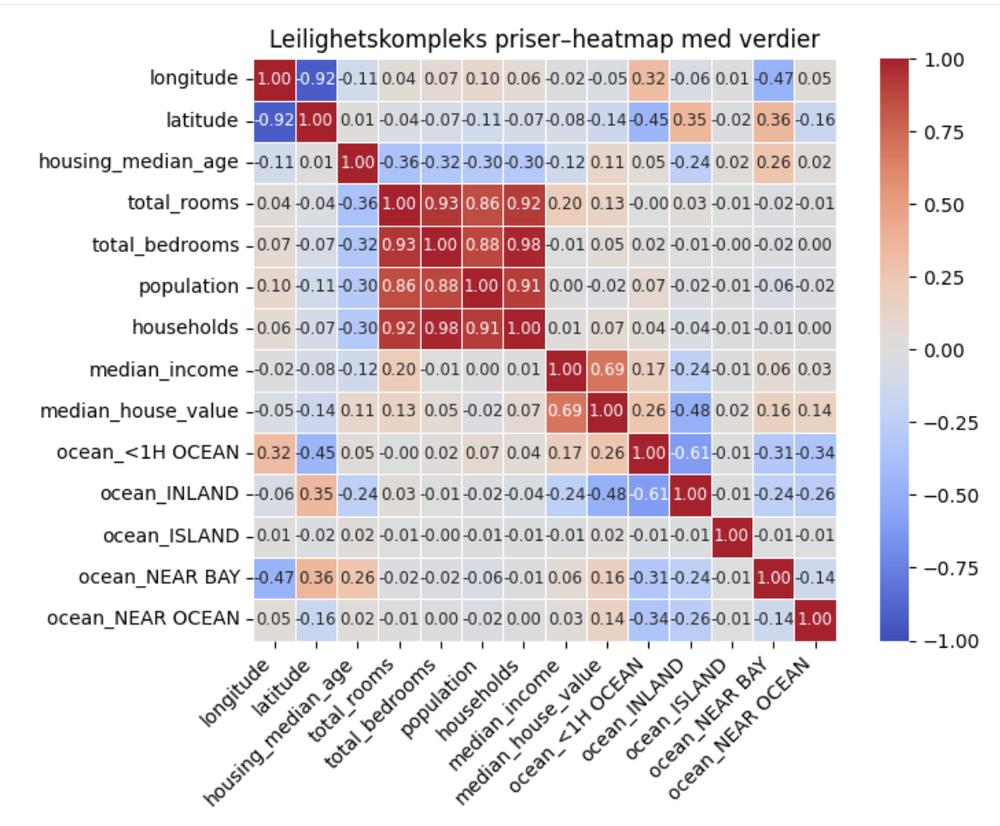 Leilighetskompleks priser–heatmap med verdier
longitude 1.00 -0.92 -0.11 0.04 0.07 0.10 0.06 -0.02 -0.05 0.32 -0.06 0.01 -0.47 0.05
latitude -0.92 1.00 0.01 -0.04 -0.07 -0.11 -0.07 -0.08 -0.14 -0.45 0.35 -0.02 0.36 -0.16
housing_median_age -0.11 0.01 1.00 -0.36 -0.32 -0.30 -0.30 -0.12 0.11 0.05 -0.24 0.02 0.26 0.02
total_rooms 0.04 -0.04 -0.36 1.00 0.93 0.86 0.92 0.20 0.13 -0.00 0.03 -0.01 -0.02 -0.01
total_bedrooms 0.07 -0.07 -0.32 0.93 1.00 0.88 0.98 -0.01 0.05 0.02 -0.01 -0.00 -0.02 0.00
population 0.10 -0.11 -0.30 0.86 0.88 1.00 0.91 0.00 -0.02 0.07 -0.02 -0.01 -0.06 -0.02
households 0.06 -0.07 -0.30 0.92 0.98 0.91 1.00 0.01 0.07 0.04 -0.04 -0.01 -0.01 0.00
median_income -0.02 -0.08 -0.12 0.20 -0.01 0.00 0.01 1.00 0.69 0.17 -0.24 -0.01 0.06 0.03
median_house_value -0.05 -0.14 0.11 0.13 0.05 -0.02 0.07 0.69 1.00 0.26 -0.48 0.02 0.16 0.14
ocean_<1H OCEAN 0.32 -0.45 0.05 -0.00 0.02 0.07 0.04 0.17 0.26 1.00 -0.61 -0.01 -0.31 -0.34
ocean_INLAND -0.06 0.35 -0.24 0.03 -0.01 -0.02 -0.04 -0.24 -0.48 -0.61 1.00 -0.01 -0.24 -0.26
ocean_ISLAND 0.01 -0.02 0.02 -0.01 -0.00 -0.01 -0.01 -0.01 0.02 -0.01 -0.01 1.00 -0.01 -0.01
ocean_NEAR BAY -0.47 0.36 0.26 -0.02 -0.02 -0.06 -0.01 0.06 0.16 -0.31 -0.24 -0.01 1.00 -0.14
ocean_NEAR OCEAN 0.05 -0.16 0.02 -0.01 0.00 -0.02 0.00 0.03 0.14 -0.34 -0.26 -0.01 -0.14 1.00
longitude
latitude
housing_median_age
total_rooms
total_bedrooms
population
households
median_income
median_house_value
ocean_<1H OCEAN
ocean_INLAND
ocean_ISLAND
ocean_NEAR BAY
ocean_NEAR OCEAN
1.00
0.75
0.50
0.25
0.00
−0.25
−0.50
−0.75
−1.00